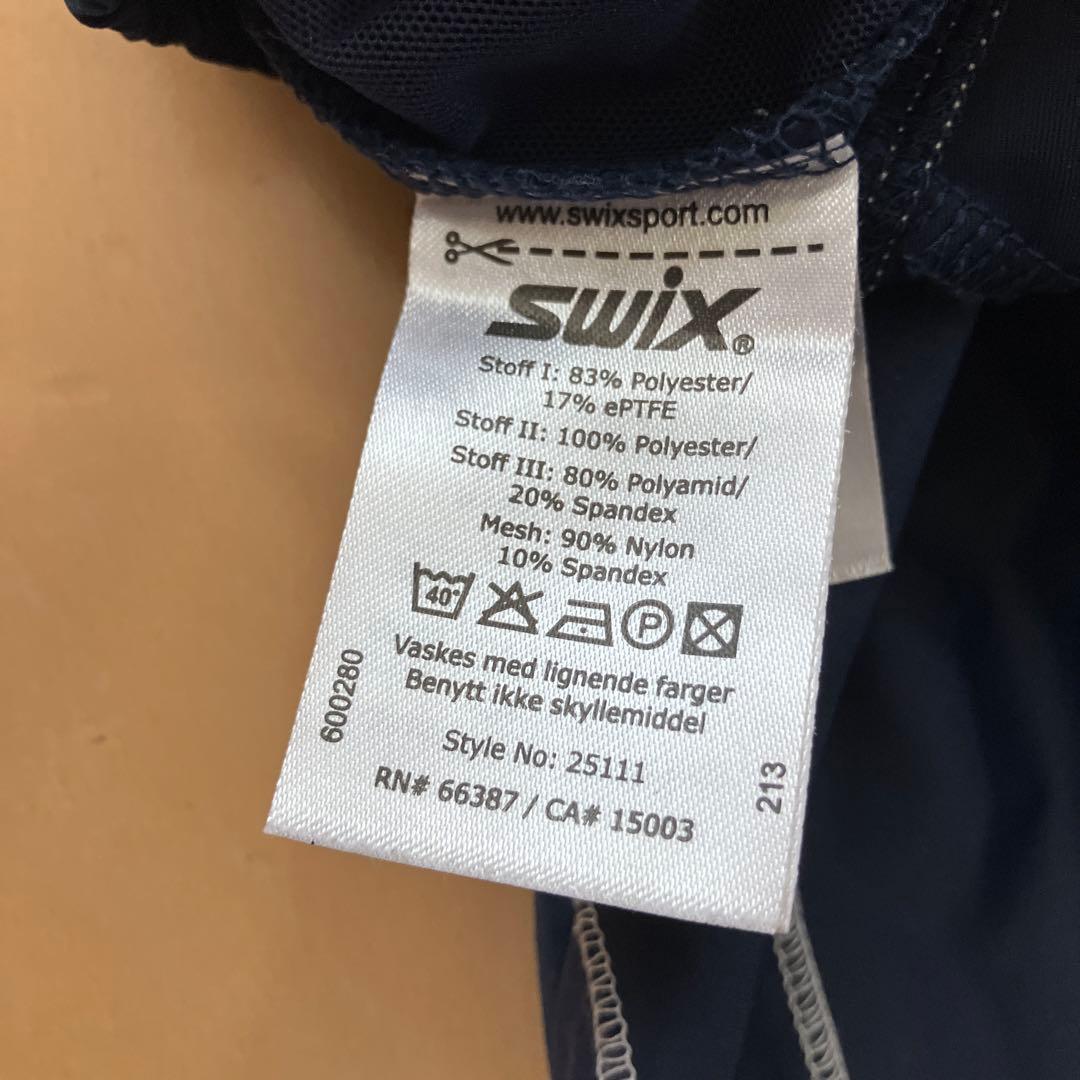 www.swixsport.com
SWIX®
Stoff I: 83% Polyester/
17% ePTFE
Stoff II: 100% Polyester/
Stoff III: 80% Polyamid/
20% Spandex
Mesh: 90% Nylon
10% Spandex
40°
P
Vaskes med lignende farger
Benytt ikke skyllemiddel
Style No: 25111
RN# 66387 / CA# 15003
600280
213